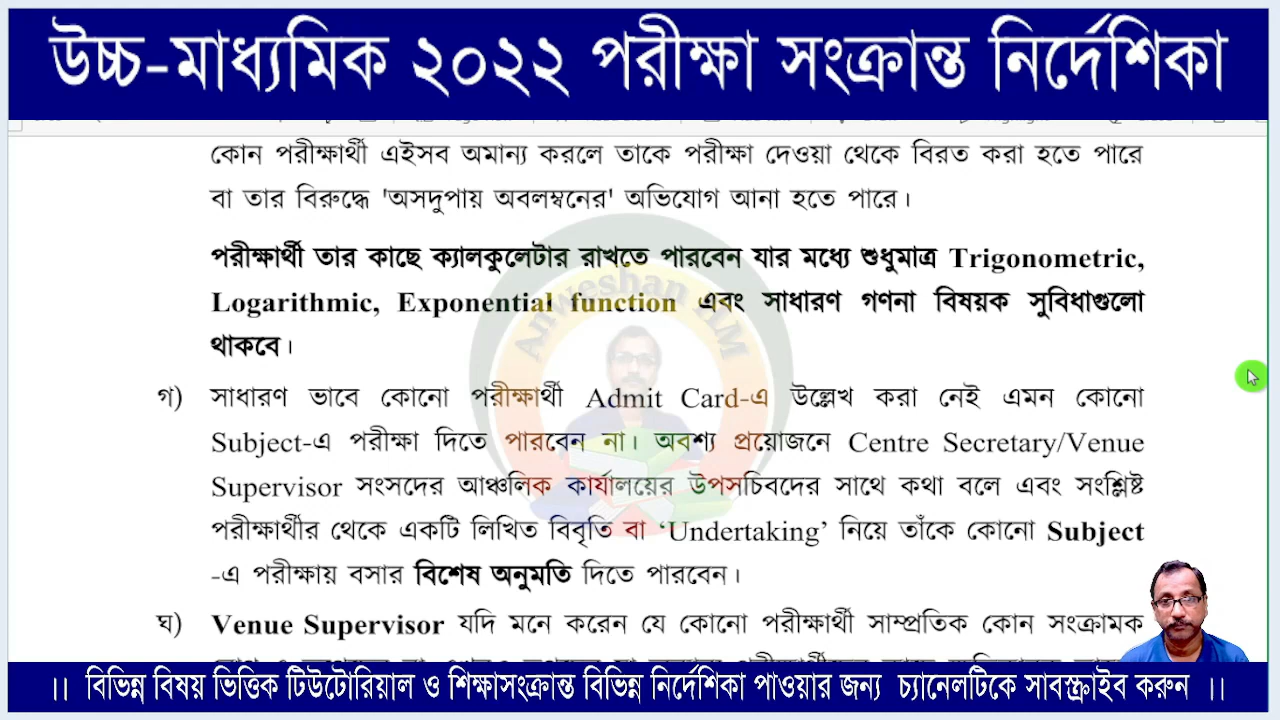 উচ্চ-মাধ্যমিক ২০২২ পরীক্ষা সংক্রান্ত নির্দেশিকা
কোন পরীক্ষার্থী এইসব অমান্য করলে তাকে পরীক্ষা দেওয়া থেকে বিরত করা হতে পারে
বা তার বিরুদ্ধে 'অসদুপায় অবলম্বনের' অভিযোগ আনা হতে পারে।
পরীক্ষার্থী তার কাছে ক্যালকুলেটার রাখতে পারবেন যার মধ্যে শুধুমাত্র Trigonometric,
Logarithmic, Exponential function এবং সাধারণ গণনা বিষয়ক সুবিধাগুলো
থাকবে।
গ) সাধারণ ভাবে কোনো পরীক্ষার্থী Admit Card-এ উল্লেখ করা নেই এমন কোনো
Subject-এ পরীক্ষা দিতে পারবেন না। অবশ্য প্রয়োজনে Centre Secretary/Venue
Supervisor সংসদের আঞ্চলিক কার্যালয়ের উপসচিবদের সাথে কথা বলে এবং সংশ্লিষ্ট
পরীক্ষার্থীর থেকে একটি লিখিত বিবৃতি বা ‘Undertaking’ নিয়ে তাঁকে কোনো Subject
-এ পরীক্ষায় বসার বিশেষ অনুমতি দিতে পারবেন।
ঘ) Venue Supervisor যদি মনে করেন যে কোনো পরীক্ষার্থী সাম্প্রতিক কোন সংক্রামক
Anweshan HM
।। বিভিন্ন বিষয় ভিত্তিক টিউটোরিয়াল ও শিক্ষাসংক্রান্ত বিভিন্ন নির্দেশিকা পাওয়ার জন্য চ্যানেলটিকে সাবস্ক্রাইব করুন ।।